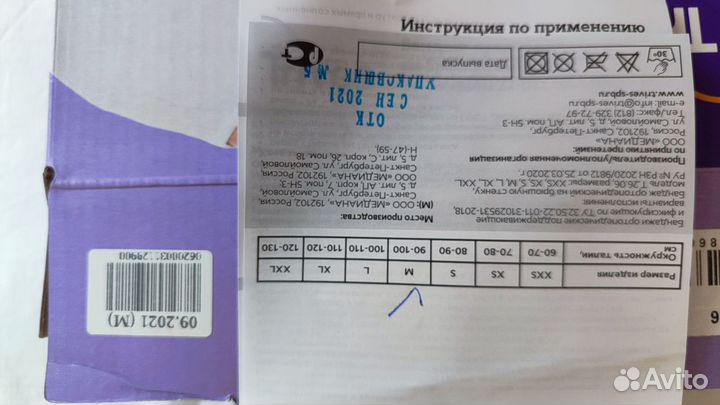 Инструкция по применению
Размер изделия XXS XS S M L XL XXL
Окружность талии, см 60-70 70-80 80-90 90-100 100-110 110-120 120-130
Бандажи ортопедические поддерживающие
и фиксирующие по ТУ 32.50.22-011-31029531-2018,
варианты исполнения:
Бандаж ортопедический на брюшную стенку,
модель: Т.06.98, размеры: XXS, XS, S, M, L, XL, XXL
РУ № РЗН 2020/9812 от 25.03.2020 г.
Производитель/уполномоченная организация
по принятию претензий:
ООО «МЕДИАНА»
Россия, 192102, Санкт-Петербург,
ул. Самойловой, д. 5, лит. АП, пом 5Н-3
Тел./факс: (812) 329-72-97
e-mail: info@trives-spb.ru
www.trives-spb.ru
Место производства:
(М) ООО «МЕДИАНА», 192102, Россия,
Санкт-Петербург, ул. Самойловой,
д. 5, лит. АП, корп 7, пом 5Н-3;
ООО «МЕДИАНА», 192102, Россия,
Санкт-Петербург, ул. Самойловой,
д. 5, лит. С, корп. 26, пом. 18
Н-(47-59).
Дата выпуска
ОТК
СЕН 2021
УПАКОВЩИК № 5
30°
РСТ
09.2021 (M)
Avito